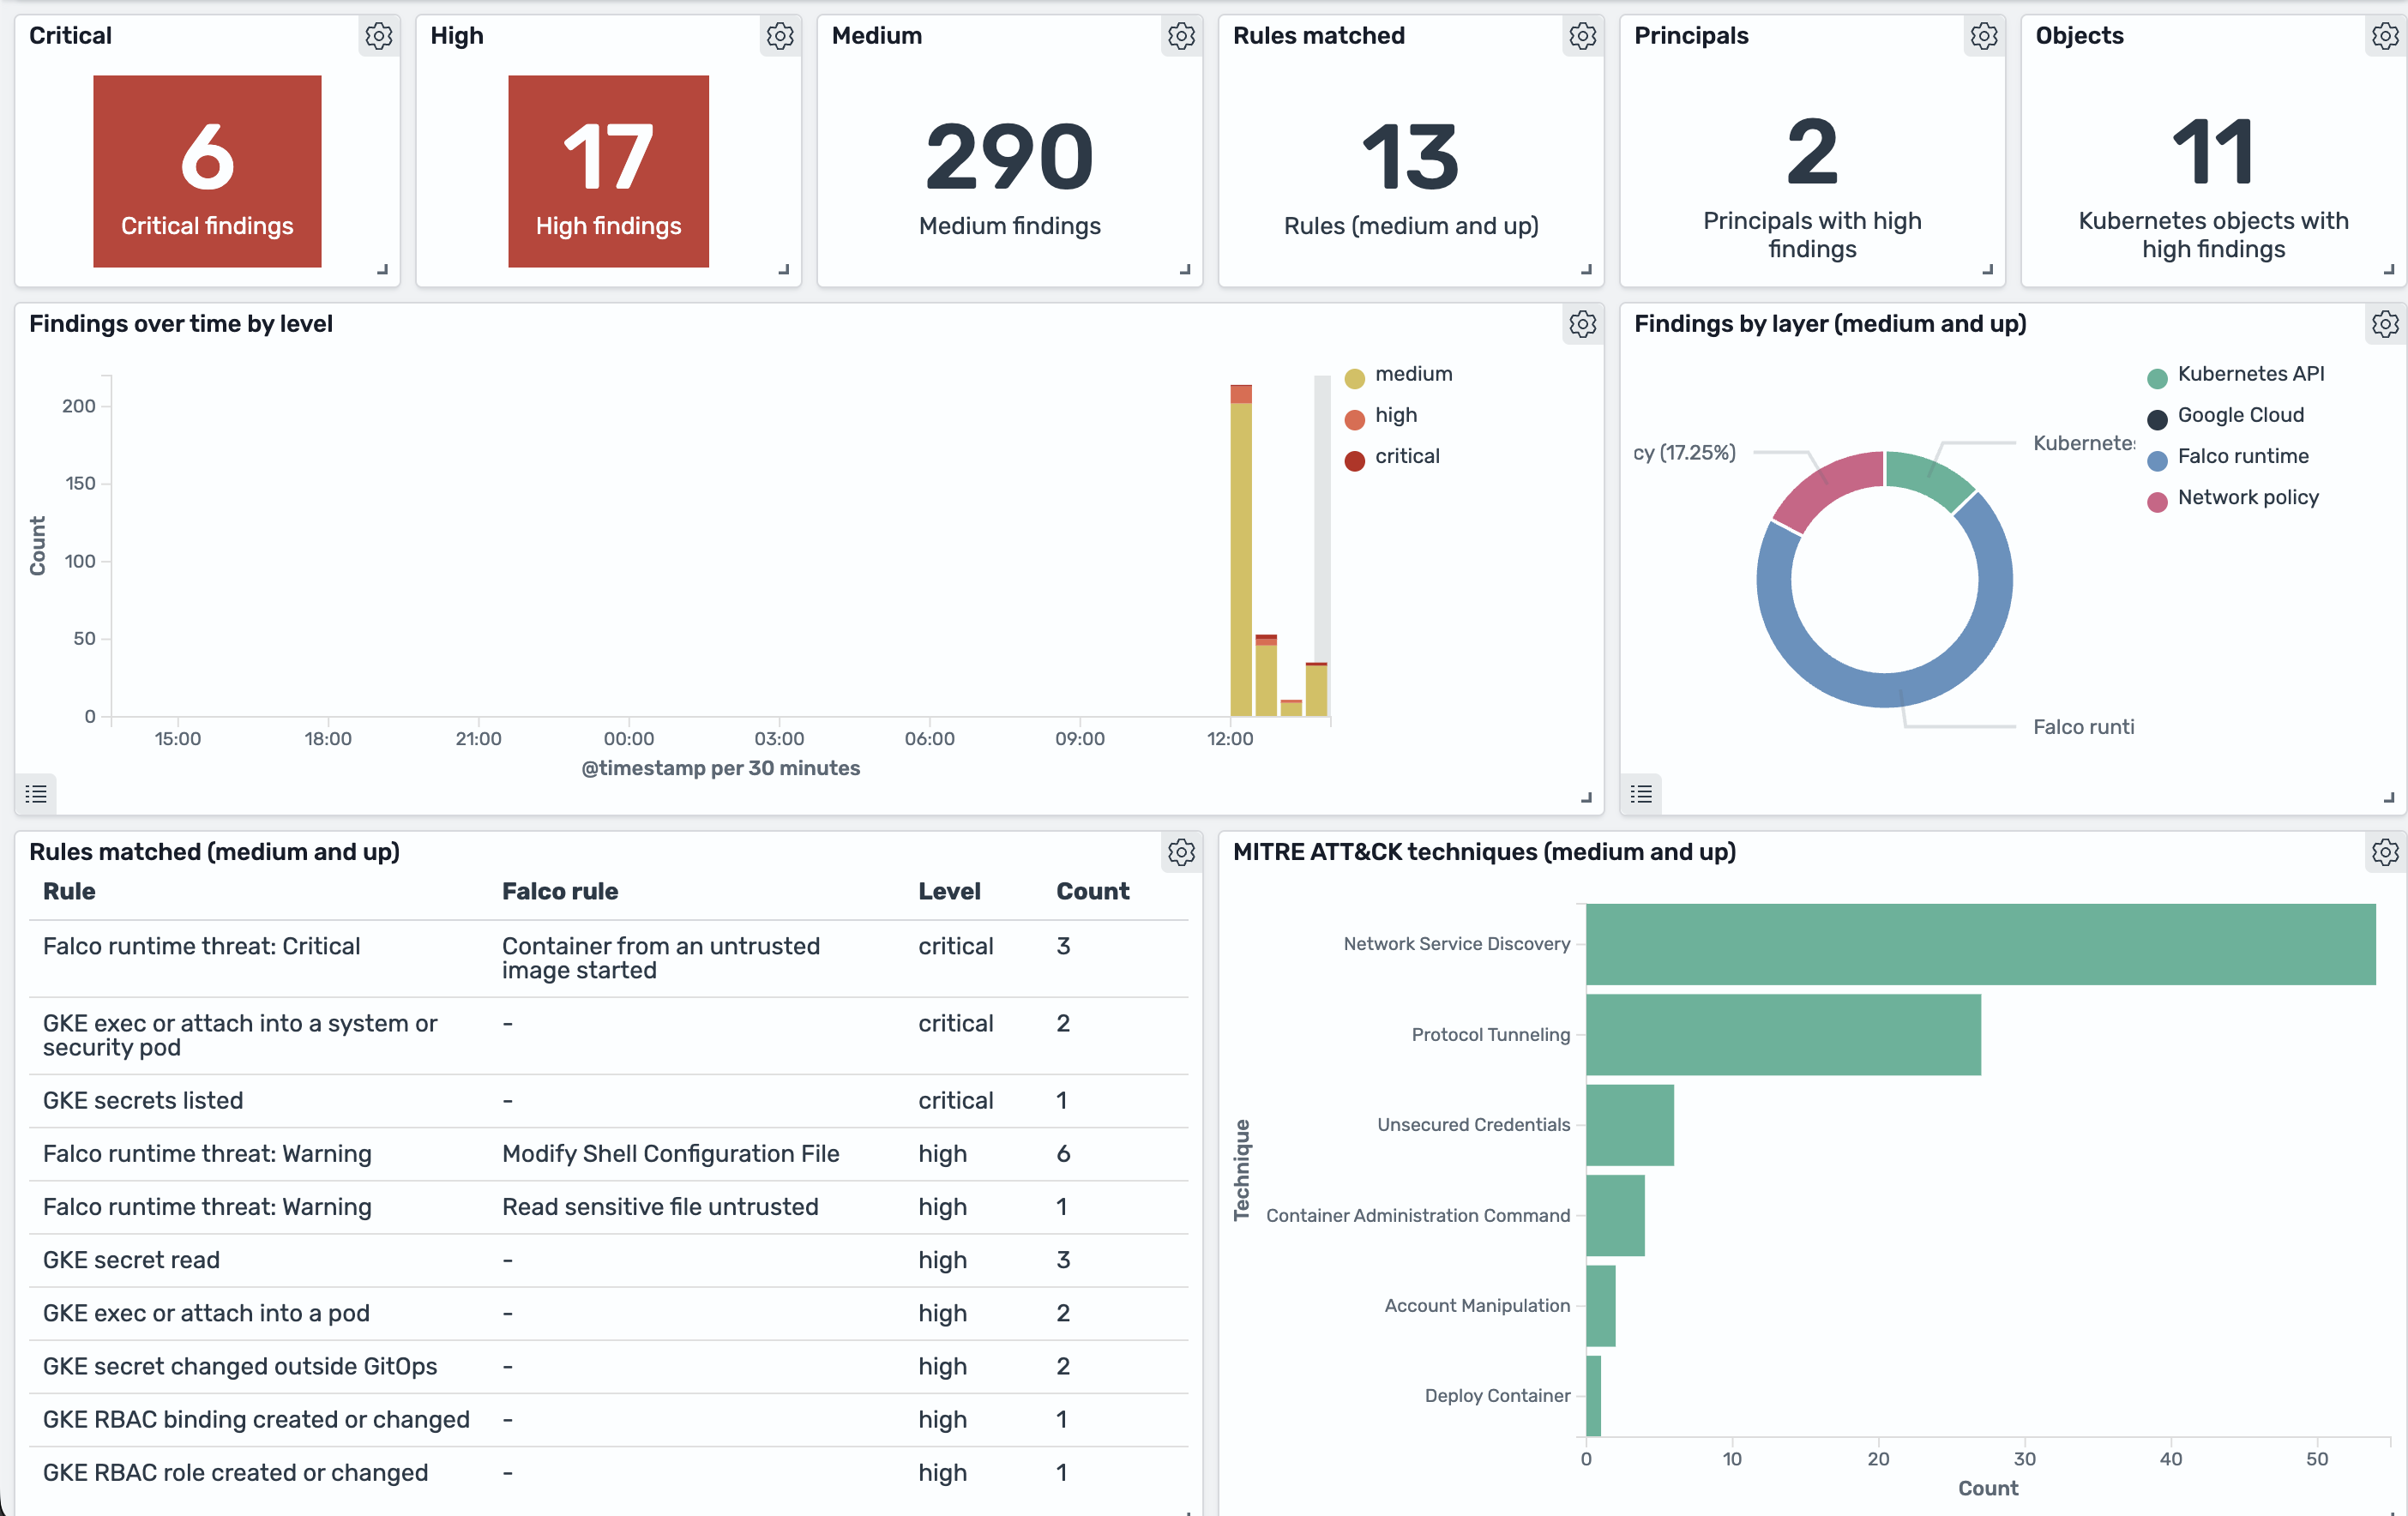 Critical
High
Medium
Rules matched
Principals
Objects
6
Critical findings
17
High findings
290
Medium findings
13
Rules (medium and up)
2
Principals with high
findings
11
Kubernetes objects with
high findings
Findings over time by level
Count
200
150
100
50
0
15:00
18:00
21:00
00:00
03:00
06:00
09:00
12:00
@timestamp per 30 minutes
medium
high
critical
Findings by layer (medium and up)
cy (17.25%)
Kubernetes
Falco runti
Kubernetes API
Google Cloud
Falco runtime
Network policy
Rules matched (medium and up)
Rule Falco rule Level Count
Falco runtime threat: Critical Container from an untrusted critical 3
image started
GKE exec or attach into a system or - critical 2
security pod
GKE secrets listed - critical 1
Falco runtime threat: Warning Modify Shell Configuration File high 6
Falco runtime threat: Warning Read sensitive file untrusted high 1
GKE secret read - high 3
GKE exec or attach into a pod - high 2
GKE secret changed outside GitOps - high 2
GKE RBAC binding created or changed - high 1
GKE RBAC role created or changed - high 1
MITRE ATT&CK techniques (medium and up)
Technique
Network Service Discovery
Protocol Tunneling
Unsecured Credentials
Container Administration Command
Account Manipulation
Deploy Container
0
10
20
30
40
50
Count